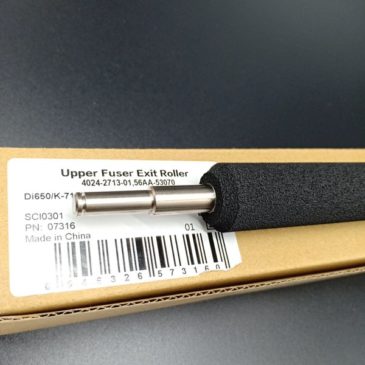 Upper Fuser Exit Roller
4024-2713-01,56AA-53070
Di650/K-71
SCI0301
PN: 07316 01
Made in China